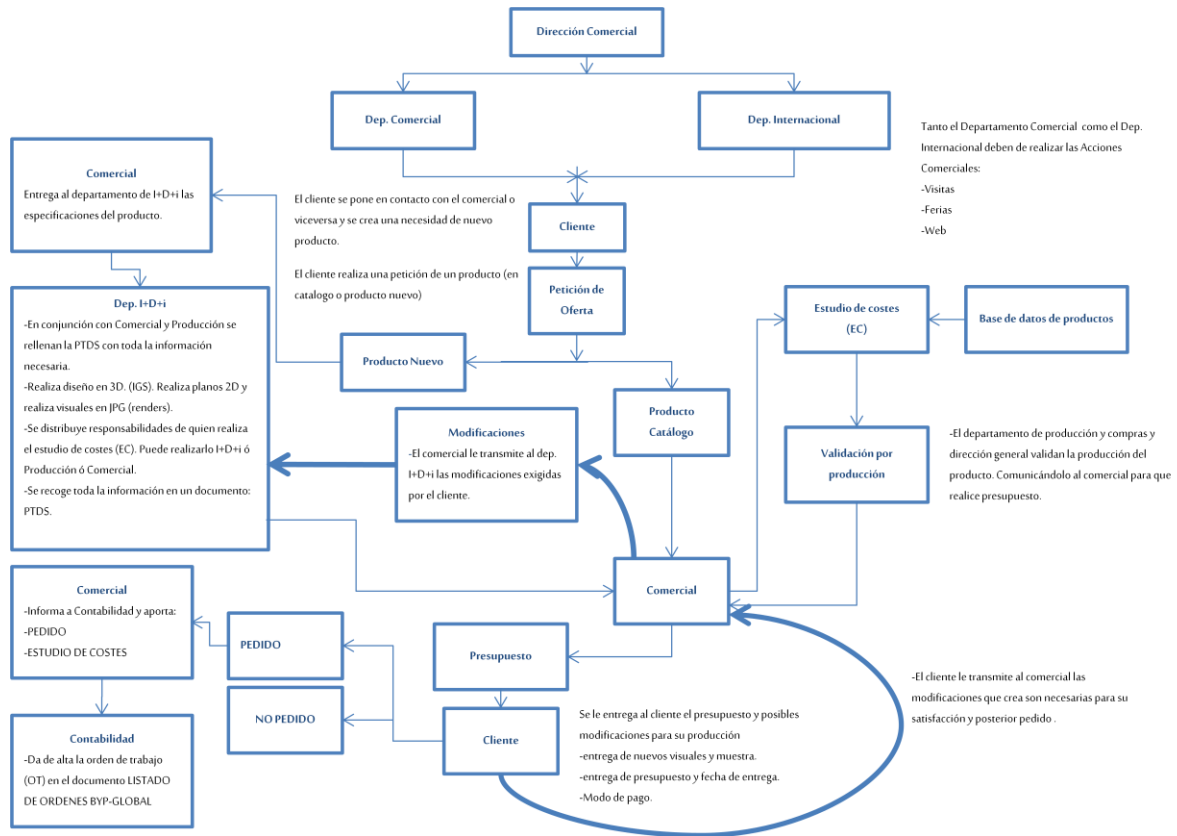 Dirección Comercial
Dep. Comercial
Dep. Internacional
Tanto el Departamento Comercial como el Dep.
Internacional deben de realizar las Acciones
Comerciales:
-Visitas
-Ferias
-Web
Comercial
Entrega al departamento de I+D+i las
especificaciones del producto.
El cliente se pone en contacto con el comercial o
viceversa y se crea una necesidad de nuevo
producto.
El cliente realiza una petición de un producto (en
catalogo o producto nuevo)
Cliente
Petición de
Oferta
Dep. I+D+i
-En conjunción con Comercial y Producción se
rellenan la PTDS con toda la información
necesaria.
-Realiza diseño en 3D. (IGS). Realiza planos 2D y
realiza visuales en JPG (renders).
-Se distribuye responsabilidades de quien realiza
el estudio de costes (EC). Puede realizarlo I+D+i ó
Producción ó Comercial.
-Se recoge toda la información en un documento:
PTDS.
Producto Nuevo
Producto
Catálogo
Estudio de costes
(EC)
Base de datos de productos
Modificaciones
-El comercial le transmite al dep.
I+D+i las modificaciones exigidas
por el cliente.
Validación por
producción
-El departamento de producción y compras y
dirección general validan la producción del
producto. Comunicándolo al comercial para que
realice presupuesto.
Comercial
Comercial
-Informa a Contabilidad y aporta:
-PEDIDO
-ESTUDIO DE COSTES
PEDIDO
NO PEDIDO
Presupuesto
Cliente
Contabilidad
-Da de alta la orden de trabajo
(OT) en el documento LISTADO
DE ORDENES BYP-GLOBAL
Se le entrega al cliente el presupuesto y posibles
modificaciones para su producción
-entrega de nuevos visuales y muestra.
-entrega de presupuesto y fecha de entrega.
-Modo de pago.
-El cliente le transmite al comercial las
modificaciones que crea son necesarias para su
satisfacción y posterior pedido .